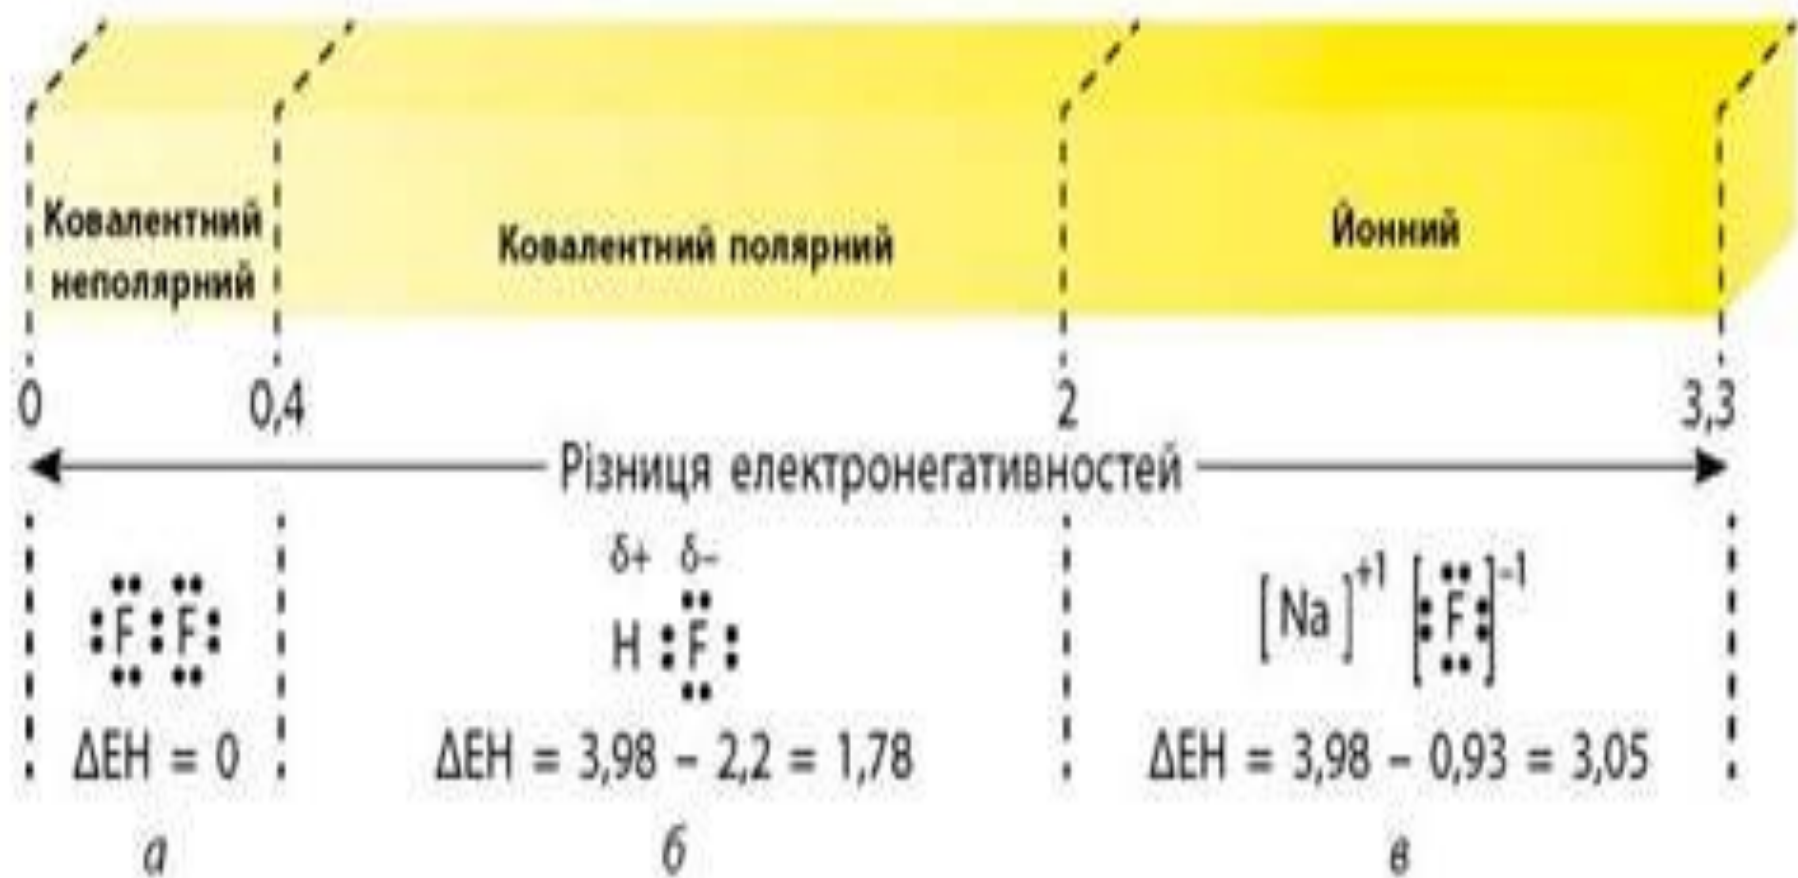 Ковалентний
неполярний
Ковалентний полярний
Йонний
0 0,4 2 3,3
Різниця електронегативностей
F F
ΔЕН = 0
а
δ+ δ–
H F
ΔЕН = 3,98 – 2,2 = 1,78
б
[Na]⁺¹ [F]⁻¹
ΔЕН = 3,98 – 0,93 = 3,05
в